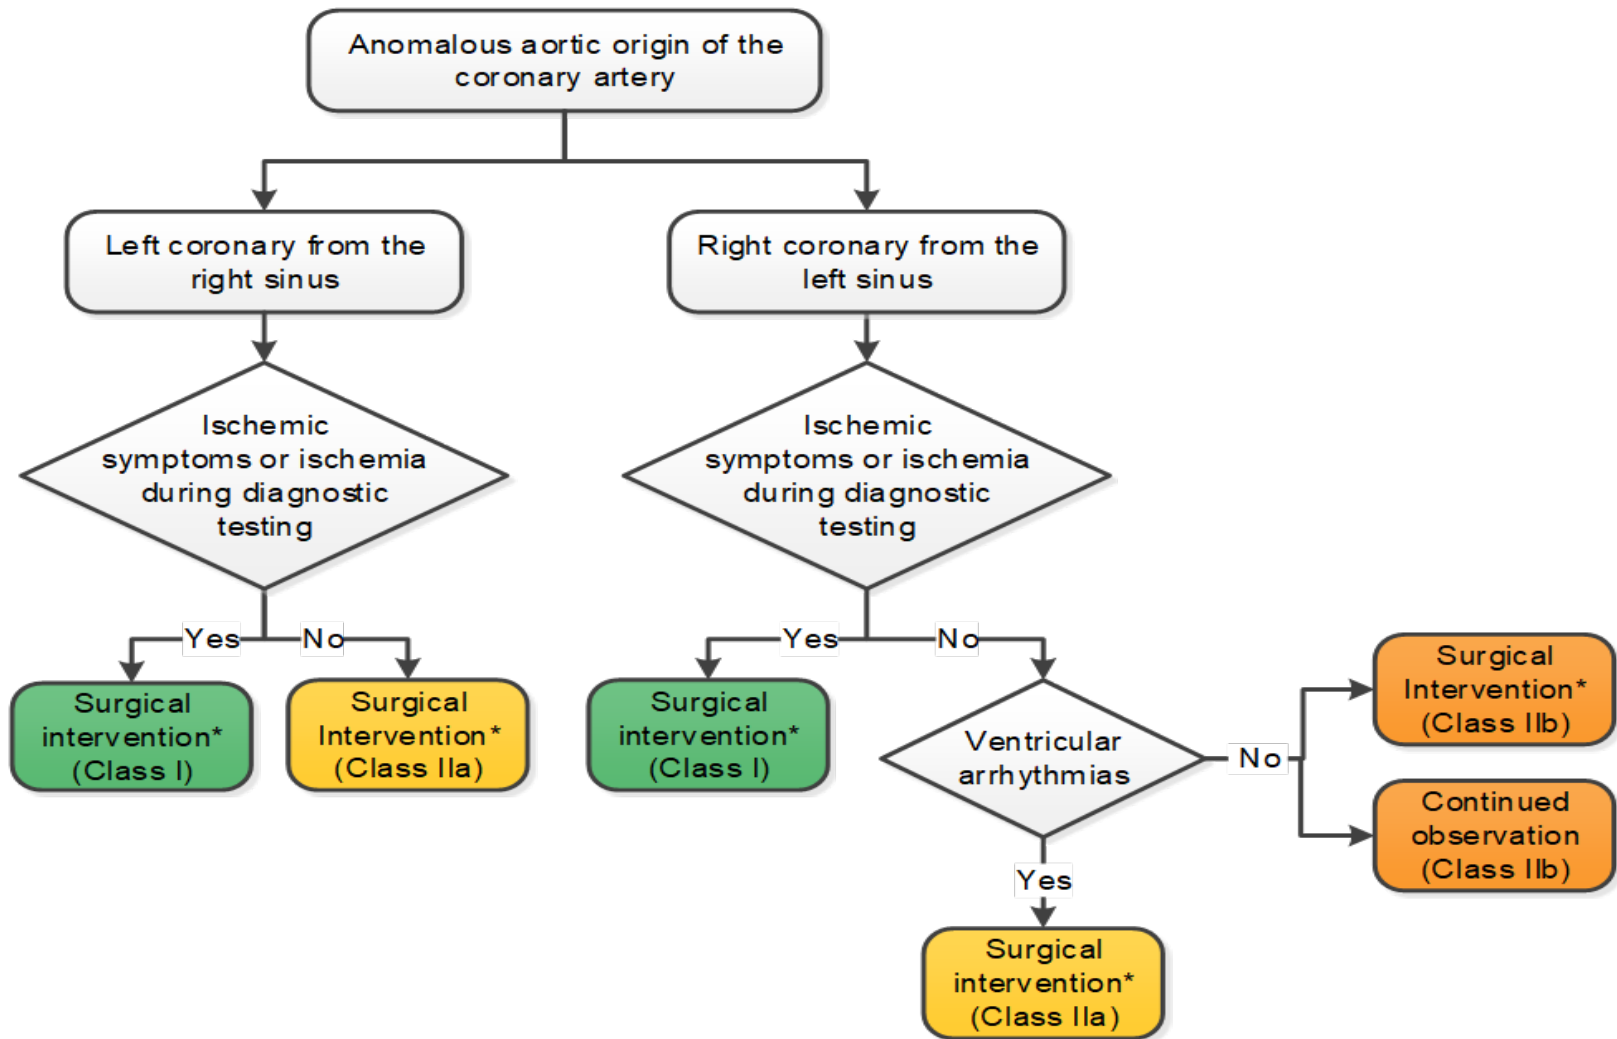 Anomalous aortic origin of the
coronary artery
Left coronary from the
right sinus
Right coronary from the
left sinus
Ischemic
symptoms or ischemia
during diagnostic
testing
Ischemic
symptoms or ischemia
during diagnostic
testing
Yes
No
Yes
No
Surgical
intervention*
(Class I)
Surgical
Intervention*
(Class IIa)
Surgical
intervention*
(Class I)
Ventricular
arrhythmias
No
Surgical
Intervention*
(Class IIb)
Continued
observation
(Class IIb)
Yes
Surgical
intervention*
(Class IIa)